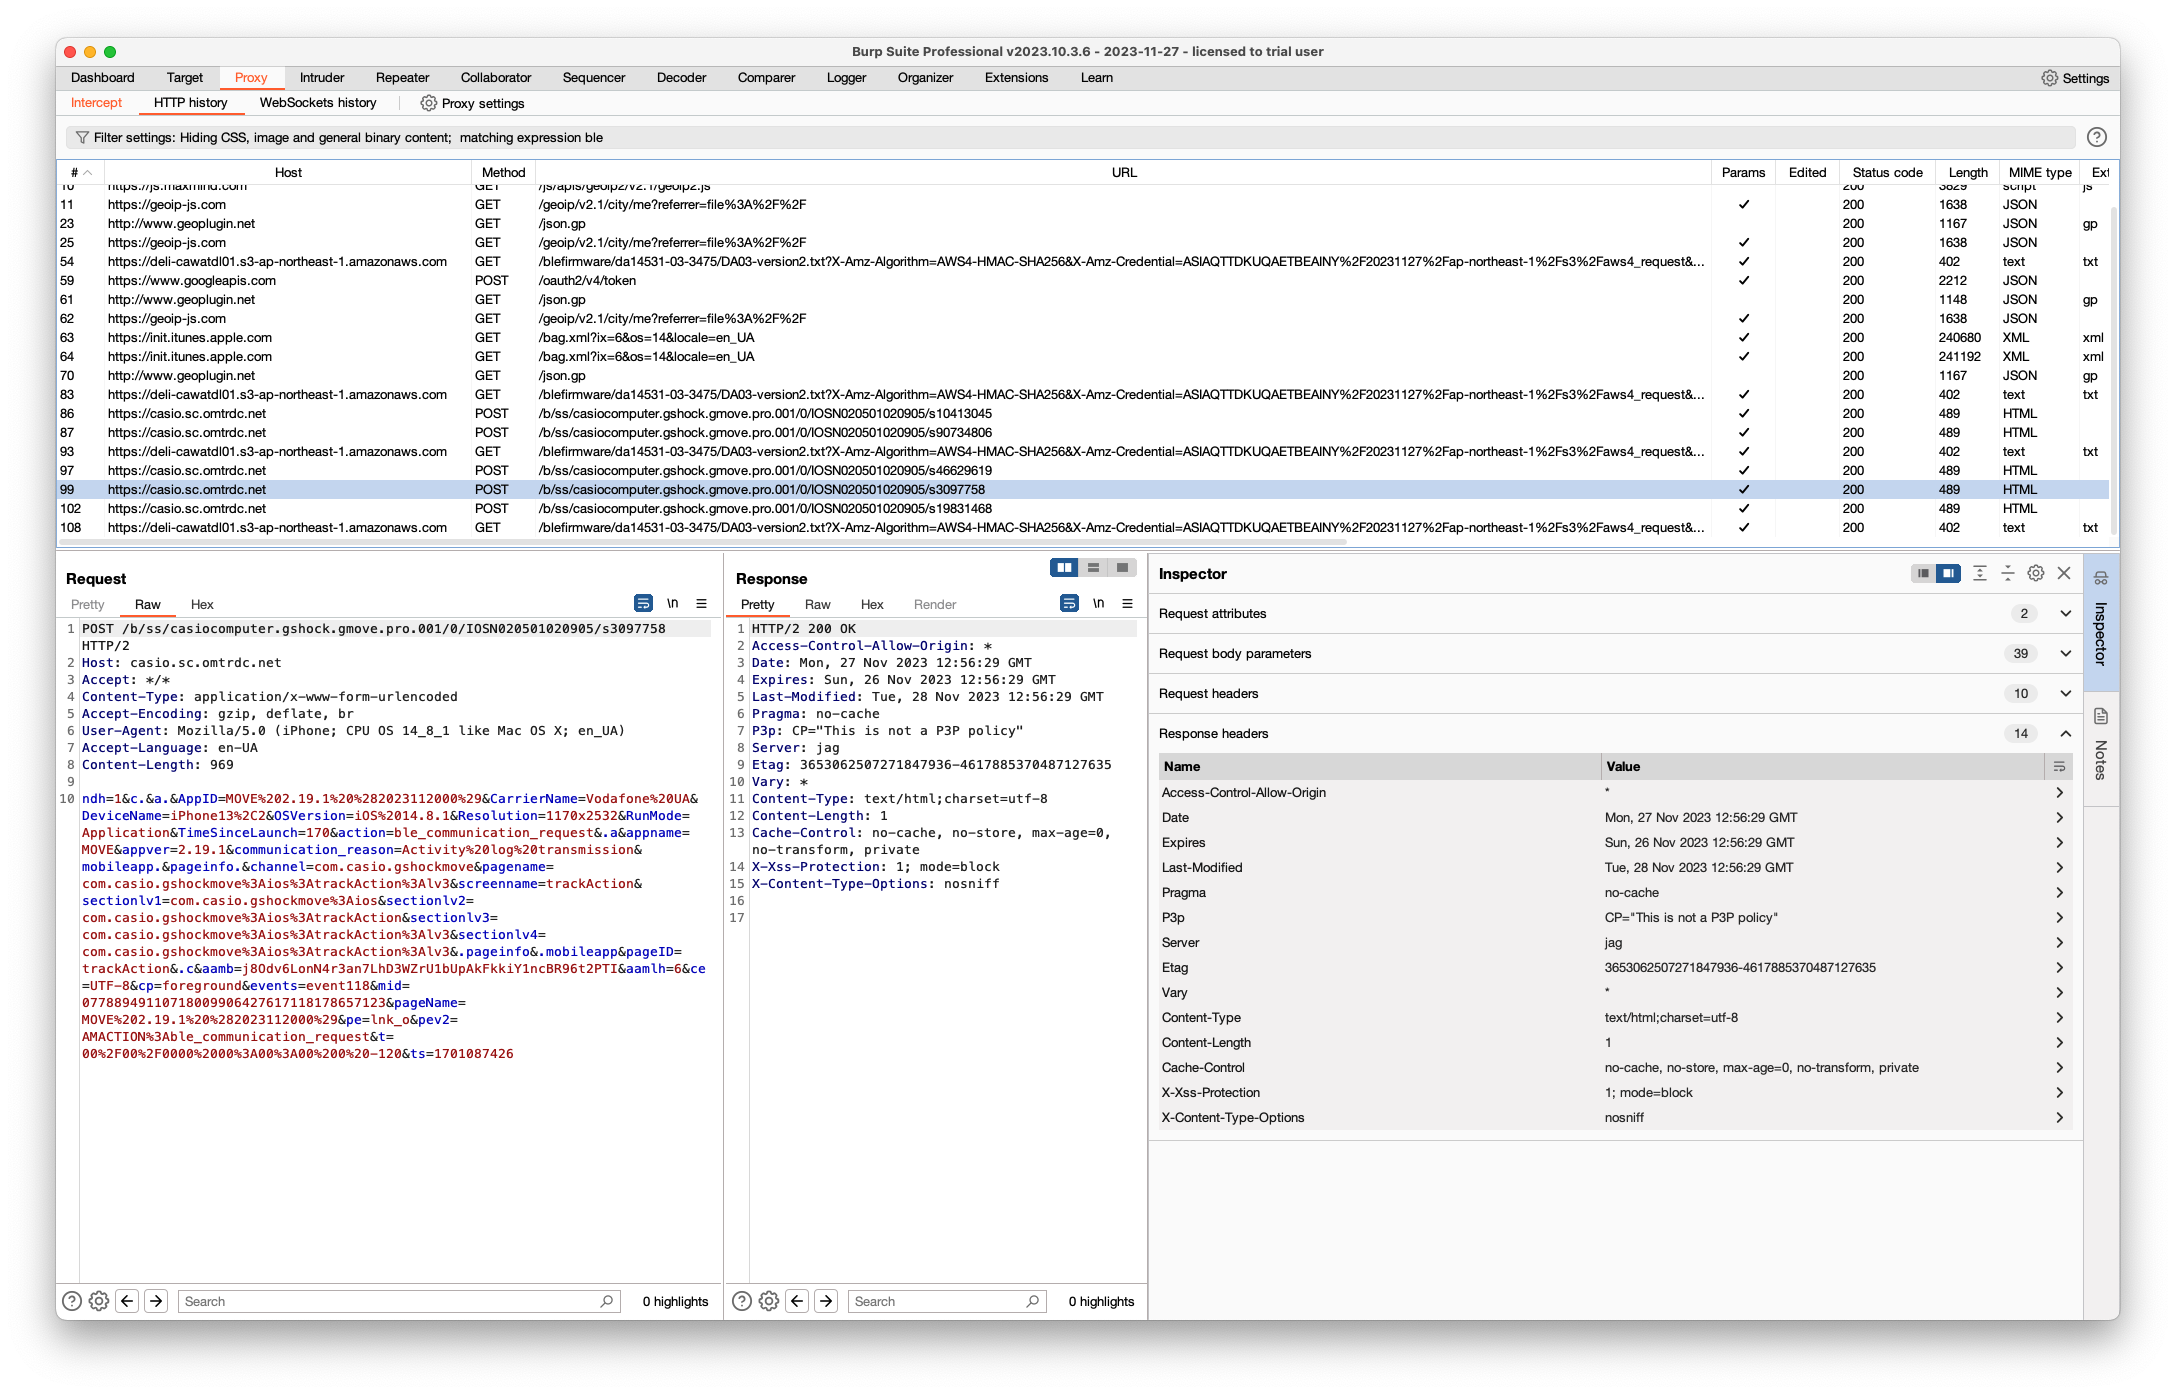 Burp Suite Professional v2023.10.3.6 - 2023-11-27 - licensed to trial user
Dashboard Target Proxy Intruder Repeater Collaborator Sequencer Decoder Comparer Logger Organizer Extensions Learn Settings
Intercept HTTP history WebSockets history Proxy settings
Filter settings: Hiding CSS, image and general binary content; matching expression ble
# Host Method URL Params Edited Status code Length MIME type Ext
10 https://js.maxmind.com GET /js/apis/geoip2/v2.1/geoip2.js 200 3829 script js
11 https://geoip-js.com GET /geoip/v2.1/city/me?referrer=file%3A%2F%2F ✓ 200 1638 JSON
23 http://www.geoplugin.net GET /json.gp 200 1167 JSON gp
25 https://geoip-js.com GET /geoip/v2.1/city/me?referrer=file%3A%2F%2F ✓ 200 1638 JSON
54 https://deli-cawatdl01.s3-ap-northeast-1.amazonaws.com GET /blefirmware/da14531-03-3475/DA03-version2.txt?X-Amz-Algorithm=AWS4-HMAC-SHA256&X-Amz-Credential=ASIAQTTDKUQAETBEAINY%2F20231127%2Fap-northeast-1%2Fs3%2Faws4_request&... ✓ 200 402 text txt
59 https://www.googleapis.com POST /oauth2/v4/token ✓ 200 2212 JSON
61 http://www.geoplugin.net GET /json.gp 200 1148 JSON gp
62 https://geoip-js.com GET /geoip/v2.1/city/me?referrer=file%3A%2F%2F ✓ 200 1638 JSON
63 https://init.itunes.apple.com GET /bag.xml?ix=6&os=14&locale=en_UA ✓ 200 240680 XML xml
64 https://init.itunes.apple.com GET /bag.xml?ix=6&os=14&locale=en_UA ✓ 200 241192 XML xml
70 http://www.geoplugin.net GET /json.gp 200 1167 JSON gp
83 https://deli-cawatdl01.s3-ap-northeast-1.amazonaws.com GET /blefirmware/da14531-03-3475/DA03-version2.txt?X-Amz-Algorithm=AWS4-HMAC-SHA256&X-Amz-Credential=ASIAQTTDKUQAETBEAINY%2F20231127%2Fap-northeast-1%2Fs3%2Faws4_request&... ✓ 200 402 text txt
86 https://casio.sc.omtrdc.net POST /b/ss/casiocomputer.gshock.gmove.pro.001/0/IOSN020501020905/s10413045 ✓ 200 489 HTML
87 https://casio.sc.omtrdc.net POST /b/ss/casiocomputer.gshock.gmove.pro.001/0/IOSN020501020905/s90734806 ✓ 200 489 HTML
93 https://deli-cawatdl01.s3-ap-northeast-1.amazonaws.com GET /blefirmware/da14531-03-3475/DA03-version2.txt?X-Amz-Algorithm=AWS4-HMAC-SHA256&X-Amz-Credential=ASIAQTTDKUQAETBEAINY%2F20231127%2Fap-northeast-1%2Fs3%2Faws4_request&... ✓ 200 402 text txt
97 https://casio.sc.omtrdc.net POST /b/ss/casiocomputer.gshock.gmove.pro.001/0/IOSN020501020905/s46629619 ✓ 200 489 HTML
99 https://casio.sc.omtrdc.net POST /b/ss/casiocomputer.gshock.gmove.pro.001/0/IOSN020501020905/s3097758 ✓ 200 489 HTML
102 https://casio.sc.omtrdc.net POST /b/ss/casiocomputer.gshock.gmove.pro.001/0/IOSN020501020905/s19831468 ✓ 200 489 HTML
108 https://deli-cawatdl01.s3-ap-northeast-1.amazonaws.com GET /blefirmware/da14531-03-3475/DA03-version2.txt?X-Amz-Algorithm=AWS4-HMAC-SHA256&X-Amz-Credential=ASIAQTTDKUQAETBEAINY%2F20231127%2Fap-northeast-1%2Fs3%2Faws4_request&... ✓ 200 402 text txt
Request
Pretty Raw Hex \n
1 POST /b/ss/casiocomputer.gshock.gmove.pro.001/0/IOSN020501020905/s3097758
HTTP/2
2 Host: casio.sc.omtrdc.net
3 Accept: */*
4 Content-Type: application/x-www-form-urlencoded
5 Accept-Encoding: gzip, deflate, br
6 User-Agent: Mozilla/5.0 (iPhone; CPU OS 14_8_1 like Mac OS X; en_UA)
7 Accept-Language: en-UA
8 Content-Length: 969
9
10 ndh=1&c.&a.&AppID=MOVE%202.19.1%20%282023112000%29&CarrierName=Vodafone%20UA&
DeviceName=iPhone13%2C2&OSVersion=iOS%2014.8.1&Resolution=1170x2532&RunMode=
Application&TimeSinceLaunch=170&action=ble_communication_request&.a&appname=
MOVE&appver=2.19.1&communication_reason=Activity%20log%20transmission&
mobileapp.&pageinfo.&channel=com.casio.gshockmove&pagename=
com.casio.gshockmove%3Aios%3AtrackAction%3Alv3&screenname=trackAction&
sectionlv1=com.casio.gshockmove%3Aios&sectionlv2=
com.casio.gshockmove%3Aios%3AtrackAction&sectionlv3=
com.casio.gshockmove%3Aios%3AtrackAction%3Alv3&sectionlv4=
com.casio.gshockmove%3Aios%3AtrackAction%3Alv3&.pageinfo&.mobileapp&pageID=
trackAction&.c&aamb=j8Odv6LonN4r3an7LhD3WZrU1bUpAkFkkiY1ncBR96t2PTI&aamlh=6&ce
=UTF-8&cp=foreground&events=event118&mid=
07788949110718009906427617118178657123&pageName=
MOVE%202.19.1%20%282023112000%29&pe=lnk_o&pev2=
AMACTION%3Able_communication_request&t=
00%2F00%2F0000%2000%3A00%3A00%200%20-120&ts=1701087426
Search 0 highlights
Response
Pretty Raw Hex Render \n
1 HTTP/2 200 OK
2 Access-Control-Allow-Origin: *
3 Date: Mon, 27 Nov 2023 12:56:29 GMT
4 Expires: Sun, 26 Nov 2023 12:56:29 GMT
5 Last-Modified: Tue, 28 Nov 2023 12:56:29 GMT
6 Pragma: no-cache
7 P3p: CP="This is not a P3P policy"
8 Server: jag
9 Etag: 3653062507271847936-4617885370487127635
10 Vary: *
11 Content-Type: text/html;charset=utf-8
12 Content-Length: 1
13 Cache-Control: no-cache, no-store, max-age=0,
no-transform, private
14 X-Xss-Protection: 1; mode=block
15 X-Content-Type-Options: nosniff
16
17
Search 0 highlights
Inspector
Request attributes 2
Request body parameters 39
Request headers 10
Response headers 14
Name Value
Access-Control-Allow-Origin *
Date Mon, 27 Nov 2023 12:56:29 GMT
Expires Sun, 26 Nov 2023 12:56:29 GMT
Last-Modified Tue, 28 Nov 2023 12:56:29 GMT
Pragma no-cache
P3p CP="This is not a P3P policy"
Server jag
Etag 3653062507271847936-4617885370487127635
Vary *
Content-Type text/html;charset=utf-8
Content-Length 1
Cache-Control no-cache, no-store, max-age=0, no-transform, private
X-Xss-Protection 1; mode=block
X-Content-Type-Options nosniff
Inspector
Notes